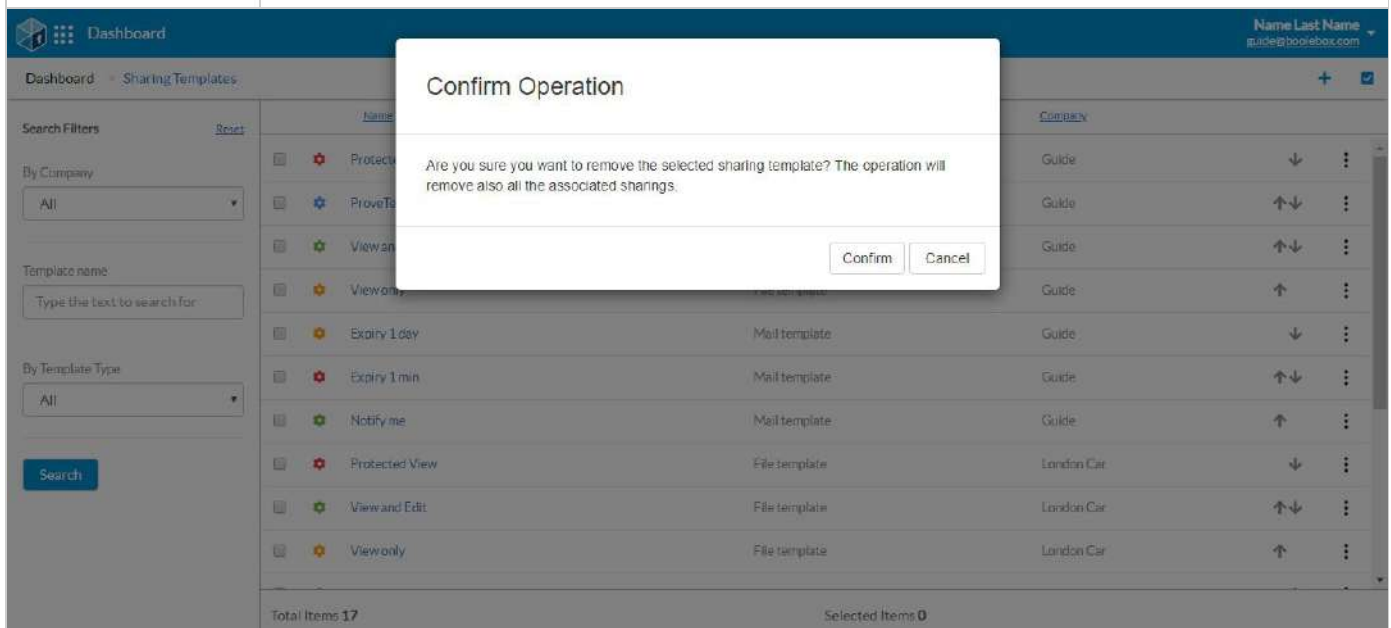 Dashboard
Name Last Name
guide@boolebox.com
Dashboard Sharing Templates
Search Filters Reset
By Company
All
Template name
Type the text to search for
By Template Type
All
Search
Confirm Operation
Are you sure you want to remove the selected sharing template? The operation will
remove also all the associated sharings.
Confirm Cancel
Name Company
Guide
Guide
View an Guide
View only Guide
Expiry 1 day Mail template Guide
Expiry 1 min Mail template Guide
Notify me Mail template Guide
Protected View File template London Car
View and Edit File template London Car
View only File template London Car
Total Items 17 Selected Items 0